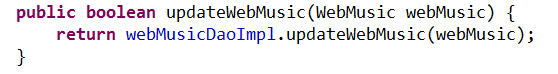 public boolean updateWebMusic(WebMusic webMusic) {
    return webMusicDaoImpl.updateWebMusic(webMusic);
}